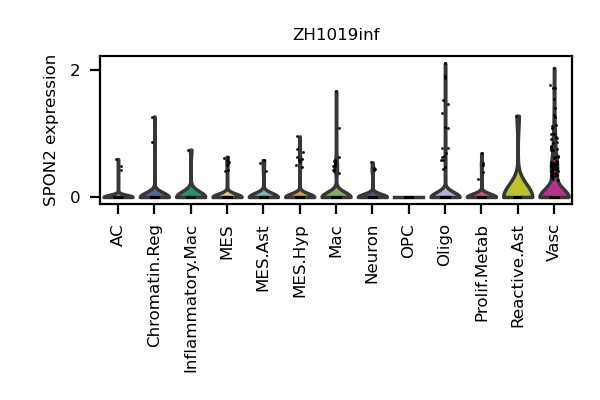 ZH1019inf
SPON2 expression
2
0
AC
Chromatin.Reg
Inflammatory.Mac
MES
MES.Ast
MES.Hyp
Mac
Neuron
OPC
Oligo
Prolif.Metab
Reactive.Ast
Vasc